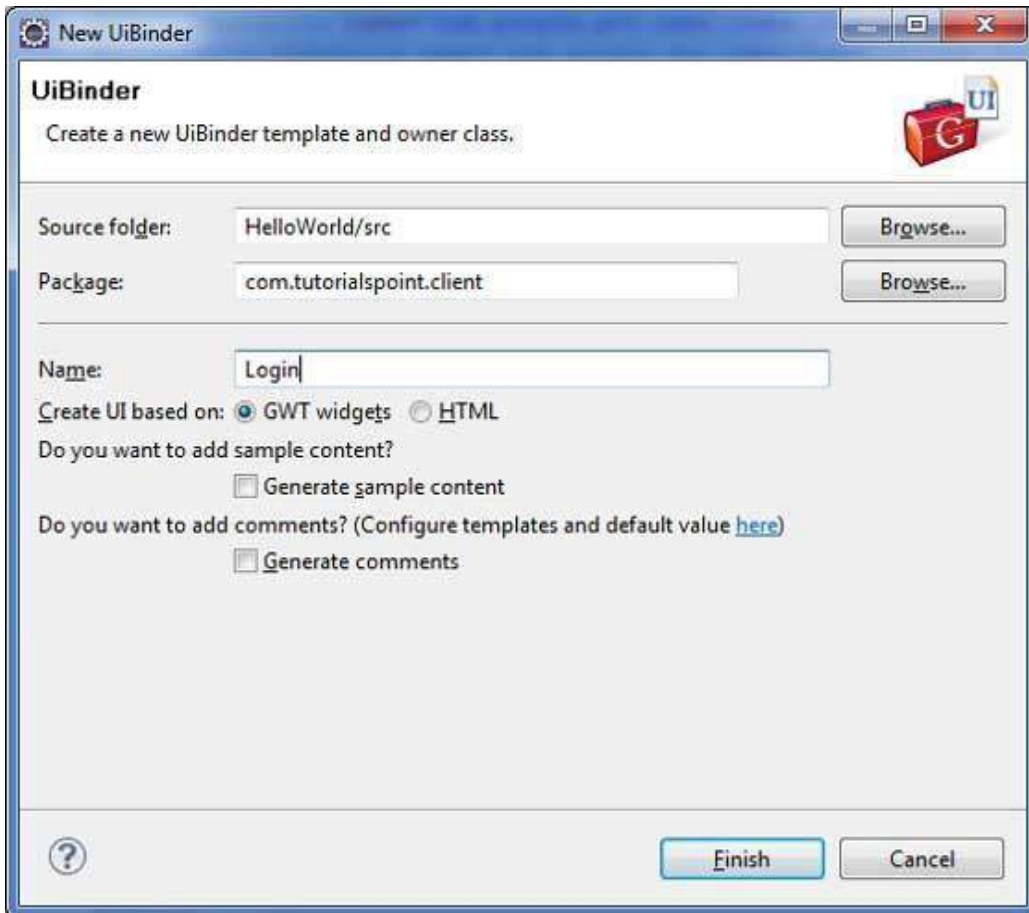 New UiBinder
UiBinder
UI
Create a new UiBinder template and owner class.
G
Source folder: HelloWorld/src Browse...
Package: com.tutorialspoint.client Browse...
Name: Login
Create UI based on: GWT widgets HTML
Do you want to add sample content?
Generate sample content
Do you want to add comments? (Configure templates and default value here)
Generate comments
? Finish Cancel